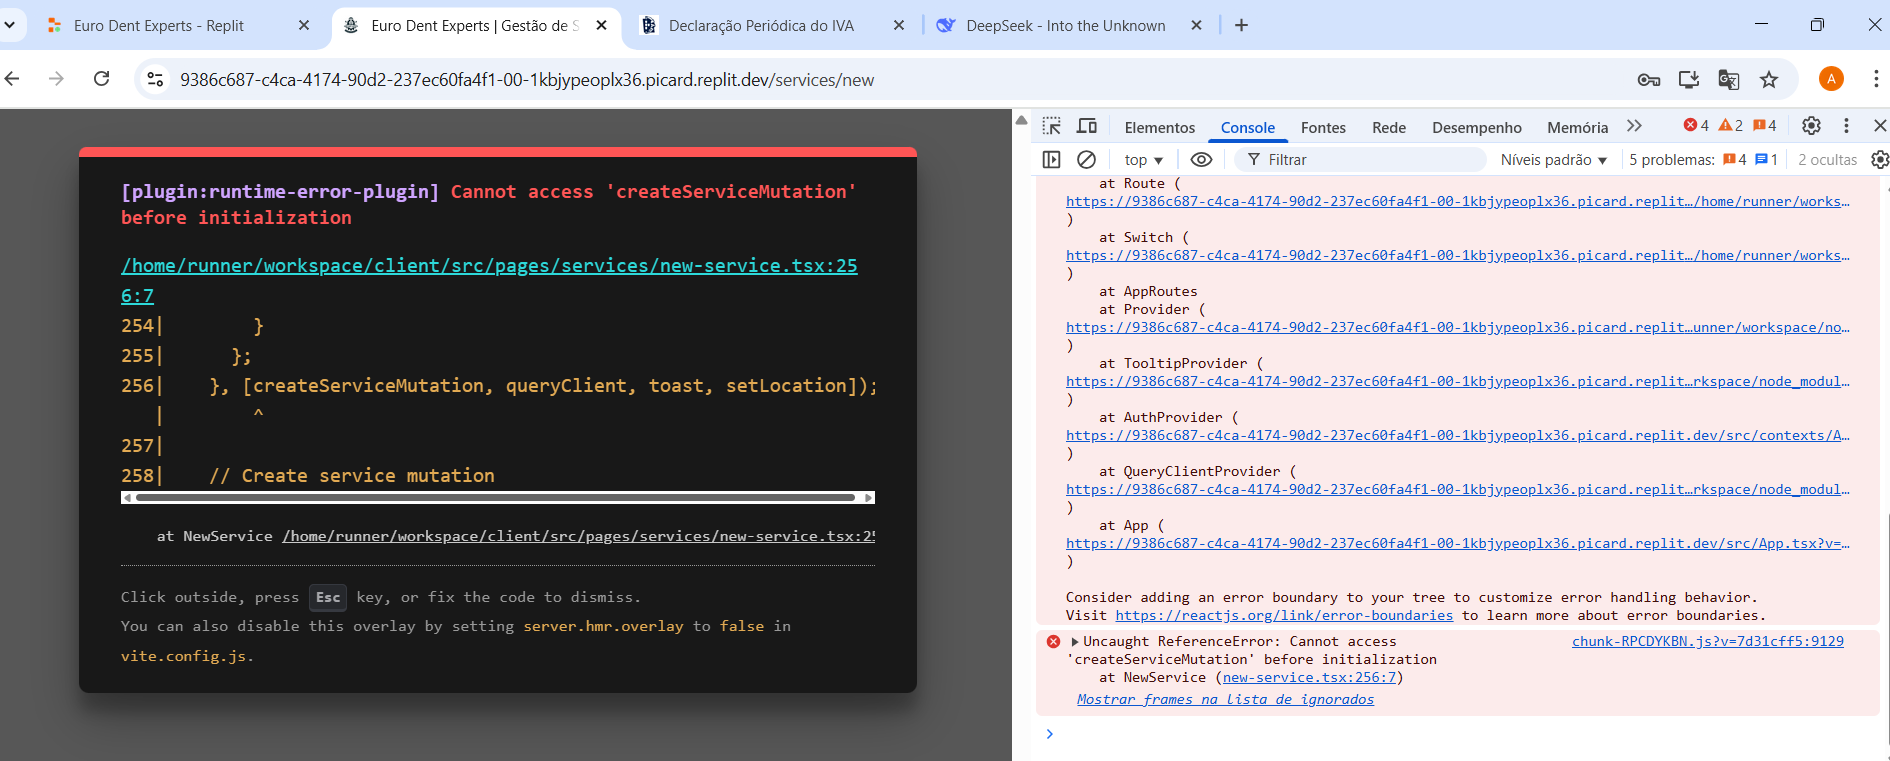 Euro Dent Experts - Replit
Euro Dent Experts | Gestão de S
Declaração Periódica do IVA
DeepSeek - Into the Unknown
9386c687-c4ca-4174-90d2-237ec60fa4f1-00-1kbjypeoplx36.picard.replit.dev/services/new
A
[plugin:runtime-error-plugin] Cannot access 'createServiceMutation'
before initialization
/home/runner/workspace/client/src/pages/services/new-service.tsx:25
6:7
254|        }
255|      };
256|    }, [createServiceMutation, queryClient, toast, setLocation]);
|        ^
257|
258|    // Create service mutation
at NewService /home/runner/workspace/client/src/pages/services/new-service.tsx:25
Click outside, press Esc key, or fix the code to dismiss.
You can also disable this overlay by setting server.hmr.overlay to false in
vite.config.js.
Elementos Console Fontes Rede Desempenho Memória 4 2 4
top Filtrar Níveis padrão 5 problemas: 4 1 2 ocultas
at Route (
https://9386c687-c4ca-4174-90d2-237ec60fa4f1-00-1kbjypeoplx36.picard.replit…/home/runner/works…
)
at Switch (
https://9386c687-c4ca-4174-90d2-237ec60fa4f1-00-1kbjypeoplx36.picard.replit…/home/runner/works…
)
at AppRoutes
at Provider (
https://9386c687-c4ca-4174-90d2-237ec60fa4f1-00-1kbjypeoplx36.picard.replit…unner/workspace/no…
)
at TooltipProvider (
https://9386c687-c4ca-4174-90d2-237ec60fa4f1-00-1kbjypeoplx36.picard.replit…rkspace/node_modul…
)
at AuthProvider (
https://9386c687-c4ca-4174-90d2-237ec60fa4f1-00-1kbjypeoplx36.picard.replit.dev/src/contexts/A…
)
at QueryClientProvider (
https://9386c687-c4ca-4174-90d2-237ec60fa4f1-00-1kbjypeoplx36.picard.replit…rkspace/node_modul…
)
at App (
https://9386c687-c4ca-4174-90d2-237ec60fa4f1-00-1kbjypeoplx36.picard.replit.dev/src/App.tsx?v=…
)
Consider adding an error boundary to your tree to customize error handling behavior.
Visit https://reactjs.org/link/error-boundaries to learn more about error boundaries.
Uncaught ReferenceError: Cannot access chunk-RPCDYKBN.js?v=7d31cff5:9129
'createServiceMutation' before initialization
at NewService (new-service.tsx:256:7)
Mostrar frames na lista de ignorados